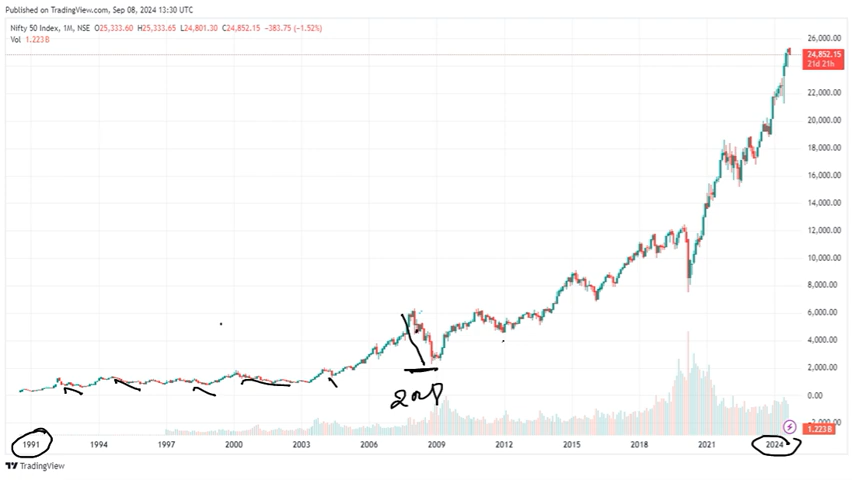 Published on TradingView.com, Sep 08, 2024 13:30 UTC
Nifty 50 Index, 1M, NSE O25,333.60 H25,333.65 L24,801.30 C24,852.15 -383.75 (-1.52%)
Vol 1.223B
26,000.00
24,852.15
21d 21h
22,000.00
20,000.00
18,000.00
16,000.00
14,000.00
12,000.00
10,000.00
8,000.00
6,000.00
4,000.00
2,000.00
0.00
2008
-2,000.00
1.223B
1991 1994 1997 2000 2003 2006 2009 2012 2015 2018 2021 2024
TradingView